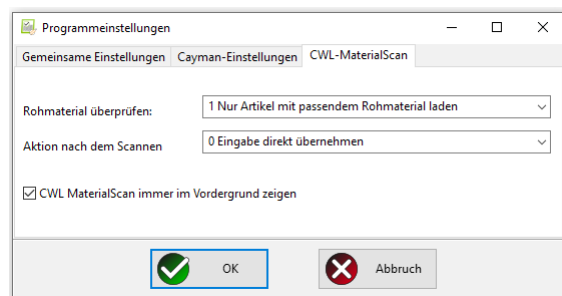 Programmeinstellungen
Gemeinsame Einstellungen Cayman-Einstellungen CWL-MaterialScan
Rohmaterial überprüfen: 1 Nur Artikel mit passendem Rohmaterial laden
Aktion nach dem Scannen 0 Eingabe direkt übernehmen
CWL MaterialScan immer im Vordergrund zeigen
OK Abbruch